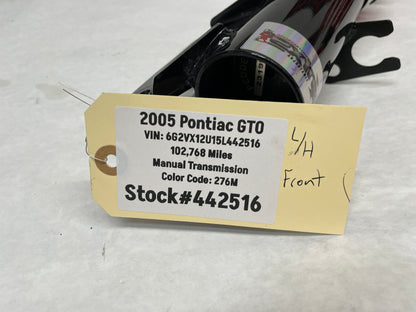 2005 Pontiac GTO
VIN: 6G2VX12U15L442516
102,768 Miles
Manual Transmission
Color Code: 276M
Stock#442516
L/H
Front